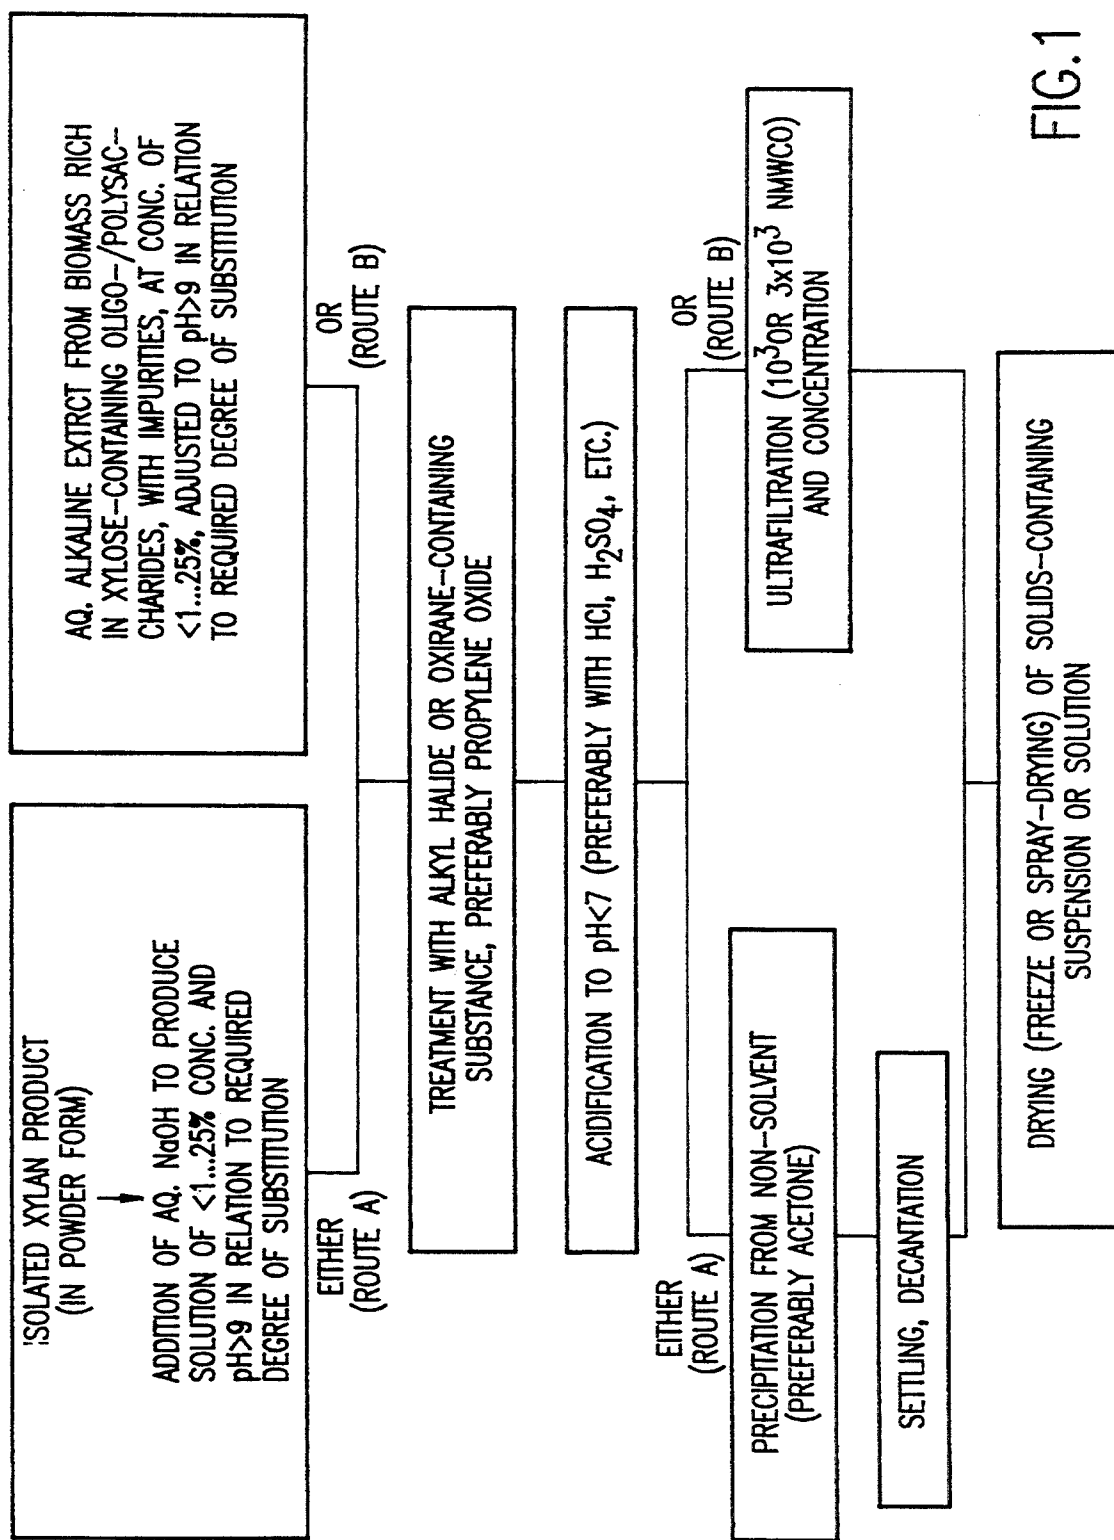 ISOLATED XYLAN PRODUCT
(IN POWDER FORM)
ADDITION OF AQ. NaOH TO PRODUCE
SOLUTION OF <1...25% CONC. AND
pH>9 IN RELATION TO REQUIRED
DEGREE OF SUBSTITUTION
AQ. ALKALINE EXTRCT FROM BIOMASS RICH
IN XYLOSE-CONTAINING OLIGO-/POLYSAC-
CHARIDES, WITH IMPURITIES, AT CONC. OF
<1...25%, ADJUSTED TO pH>9 IN RELATION
TO REQUIRED DEGREE OF SUBSTITUTION
EITHER
(ROUTE A)
OR
(ROUTE B)
TREATMENT WITH ALKYL HALIDE OR OXIRANE-CONTAINING
SUBSTANCE, PREFERABLY PROPYLENE OXIDE
ACIDIFICATION TO pH<7 (PREFERABLY WITH HCl, H2SO4, ETC.)
EITHER
(ROUTE A)
OR
(ROUTE B)
PRECIPITATION FROM NON-SOLVENT
(PREFERABLY ACETONE)
ULTRAFILTRATION (10³ OR 3x10³ NMWCO)
AND CONCENTRATION
SETTLING, DECANTATION
DRYING (FREEZE OR SPRAY-DRYING) OF SOLIDS-CONTAINING
SUSPENSION OR SOLUTION
FIG.1